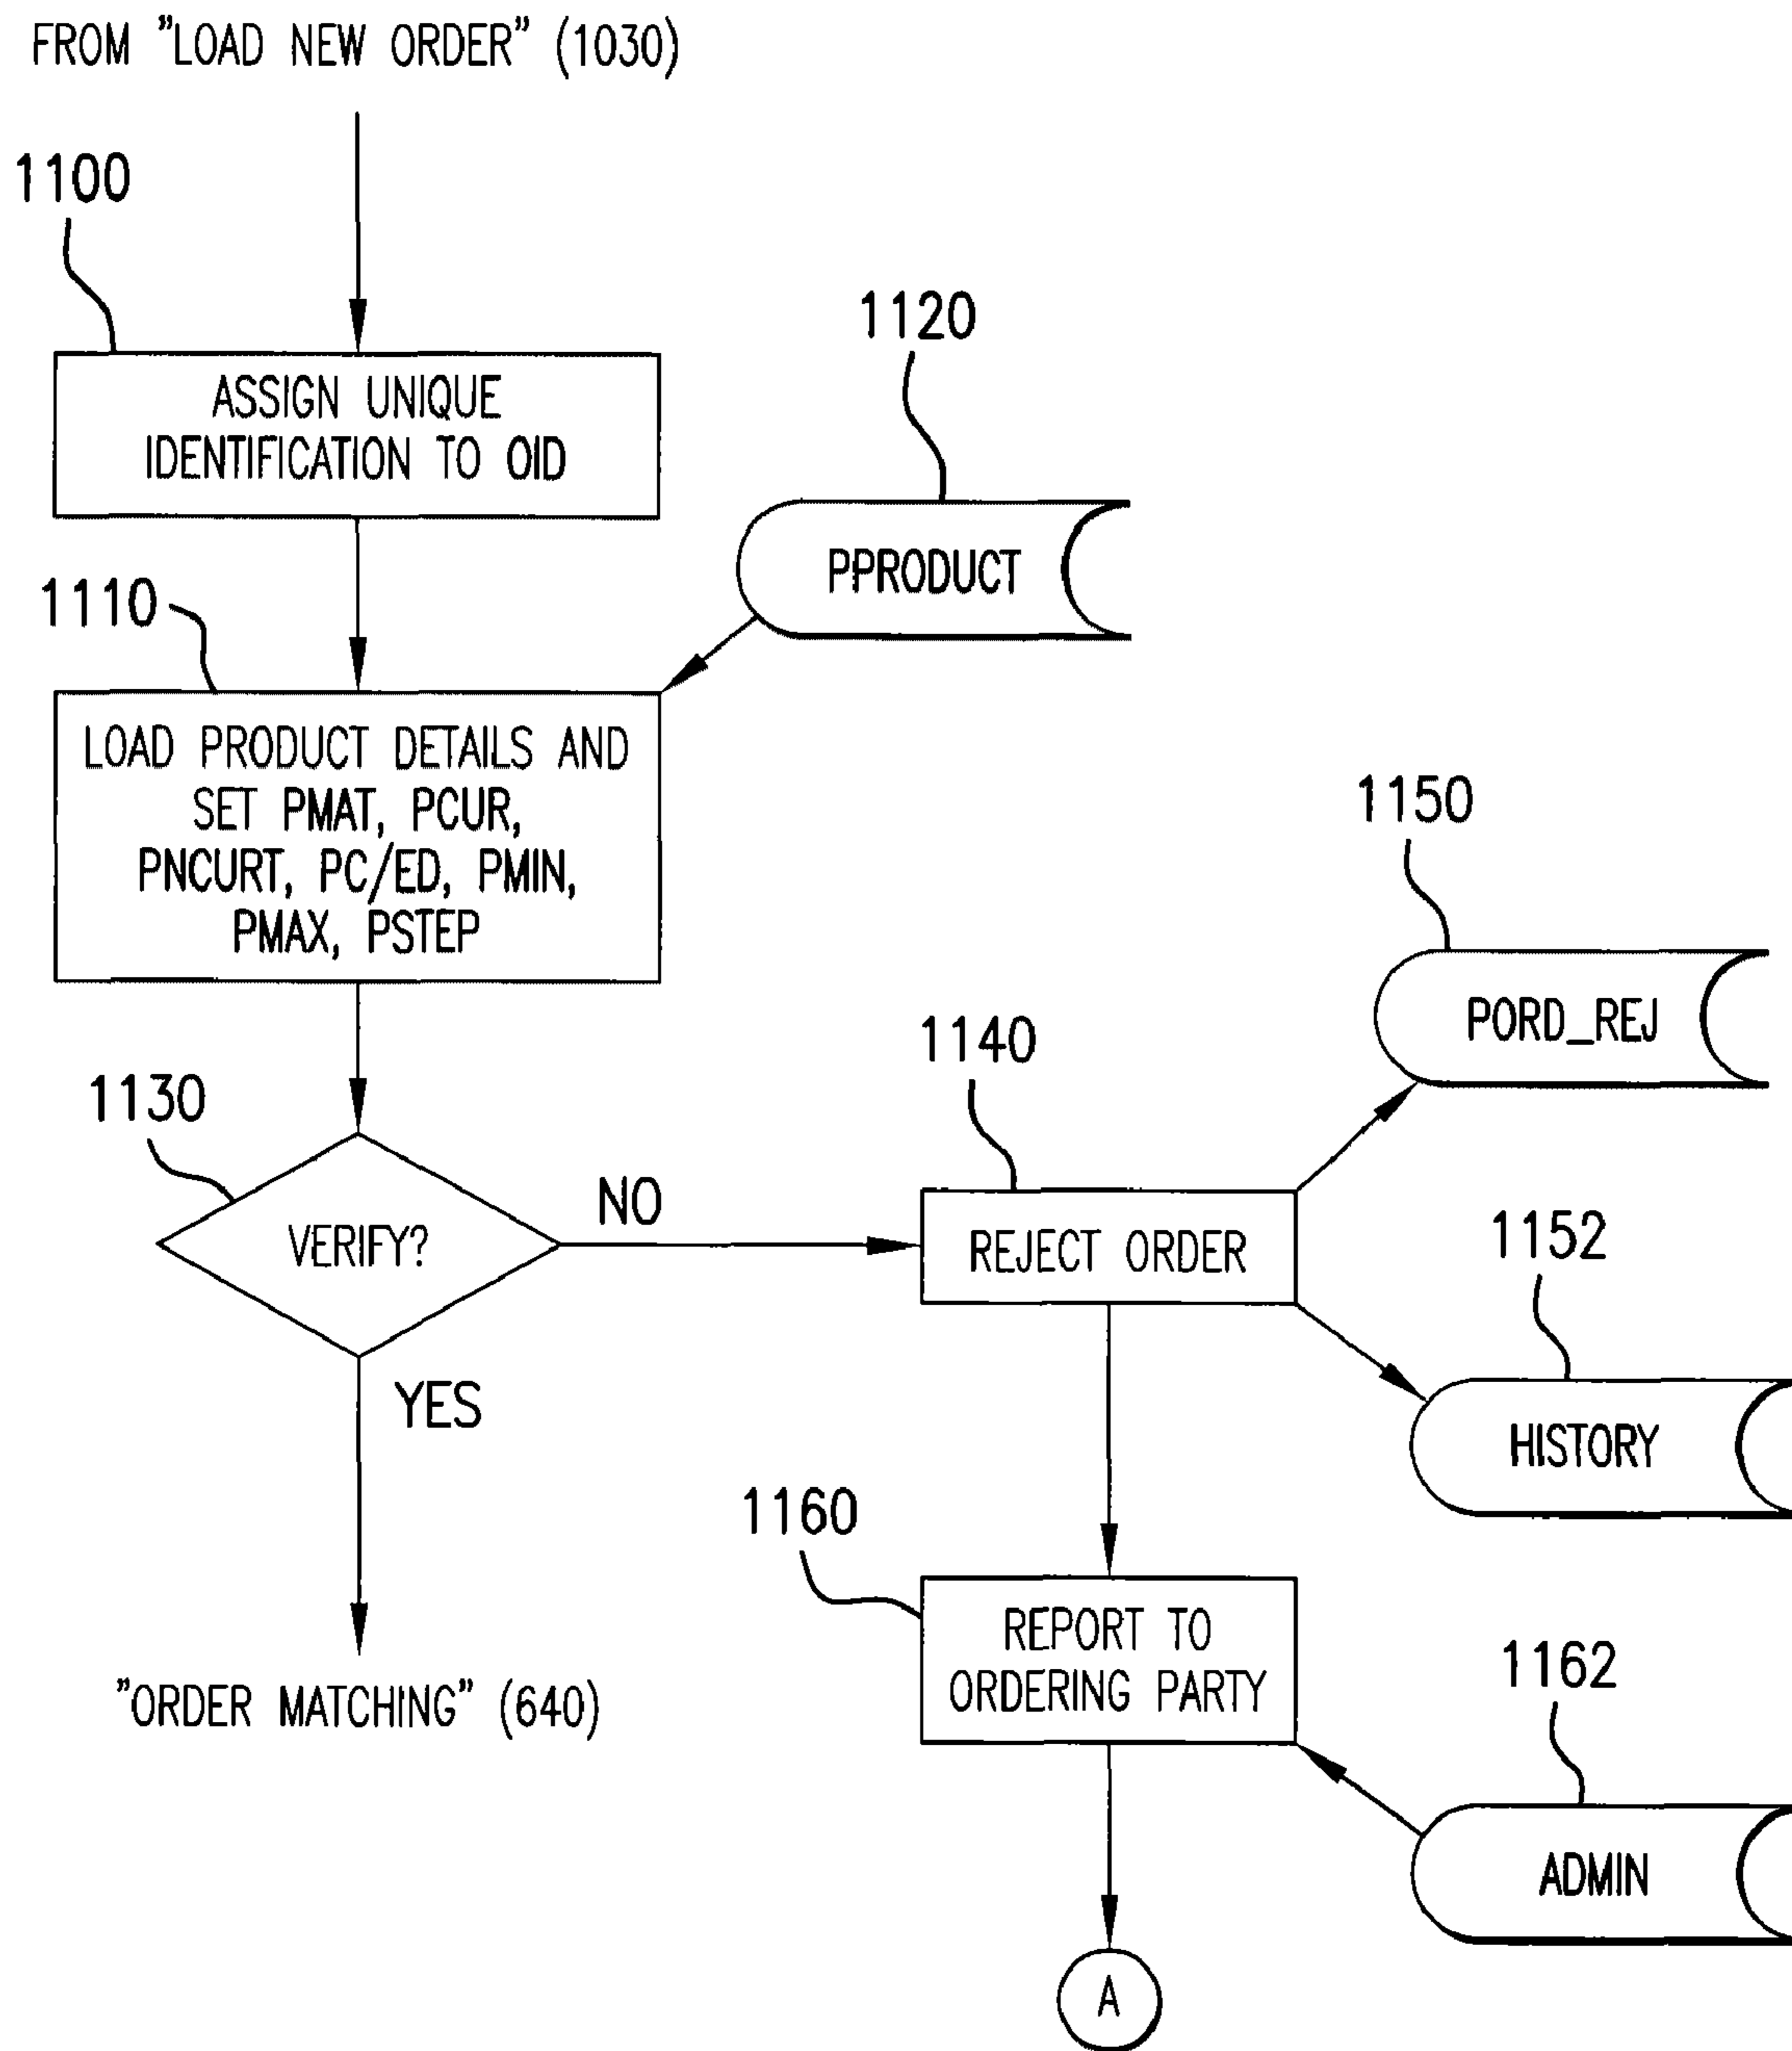 FROM "LOAD NEW ORDER" (1030)
1100
ASSIGN UNIQUE
IDENTIFICATION TO OID
1120
PPRODUCT
1110
LOAD PRODUCT DETAILS AND
SET PMAT, PCUR,
PNCURT, PC/ED, PMIN,
PMAX, PSTEP
1130
VERIFY?
NO
YES
"ORDER MATCHING" (640)
1140
REJECT ORDER
1150
PORD_REJ
1152
HISTORY
1160
REPORT TO
ORDERING PARTY
1162
ADMIN
A